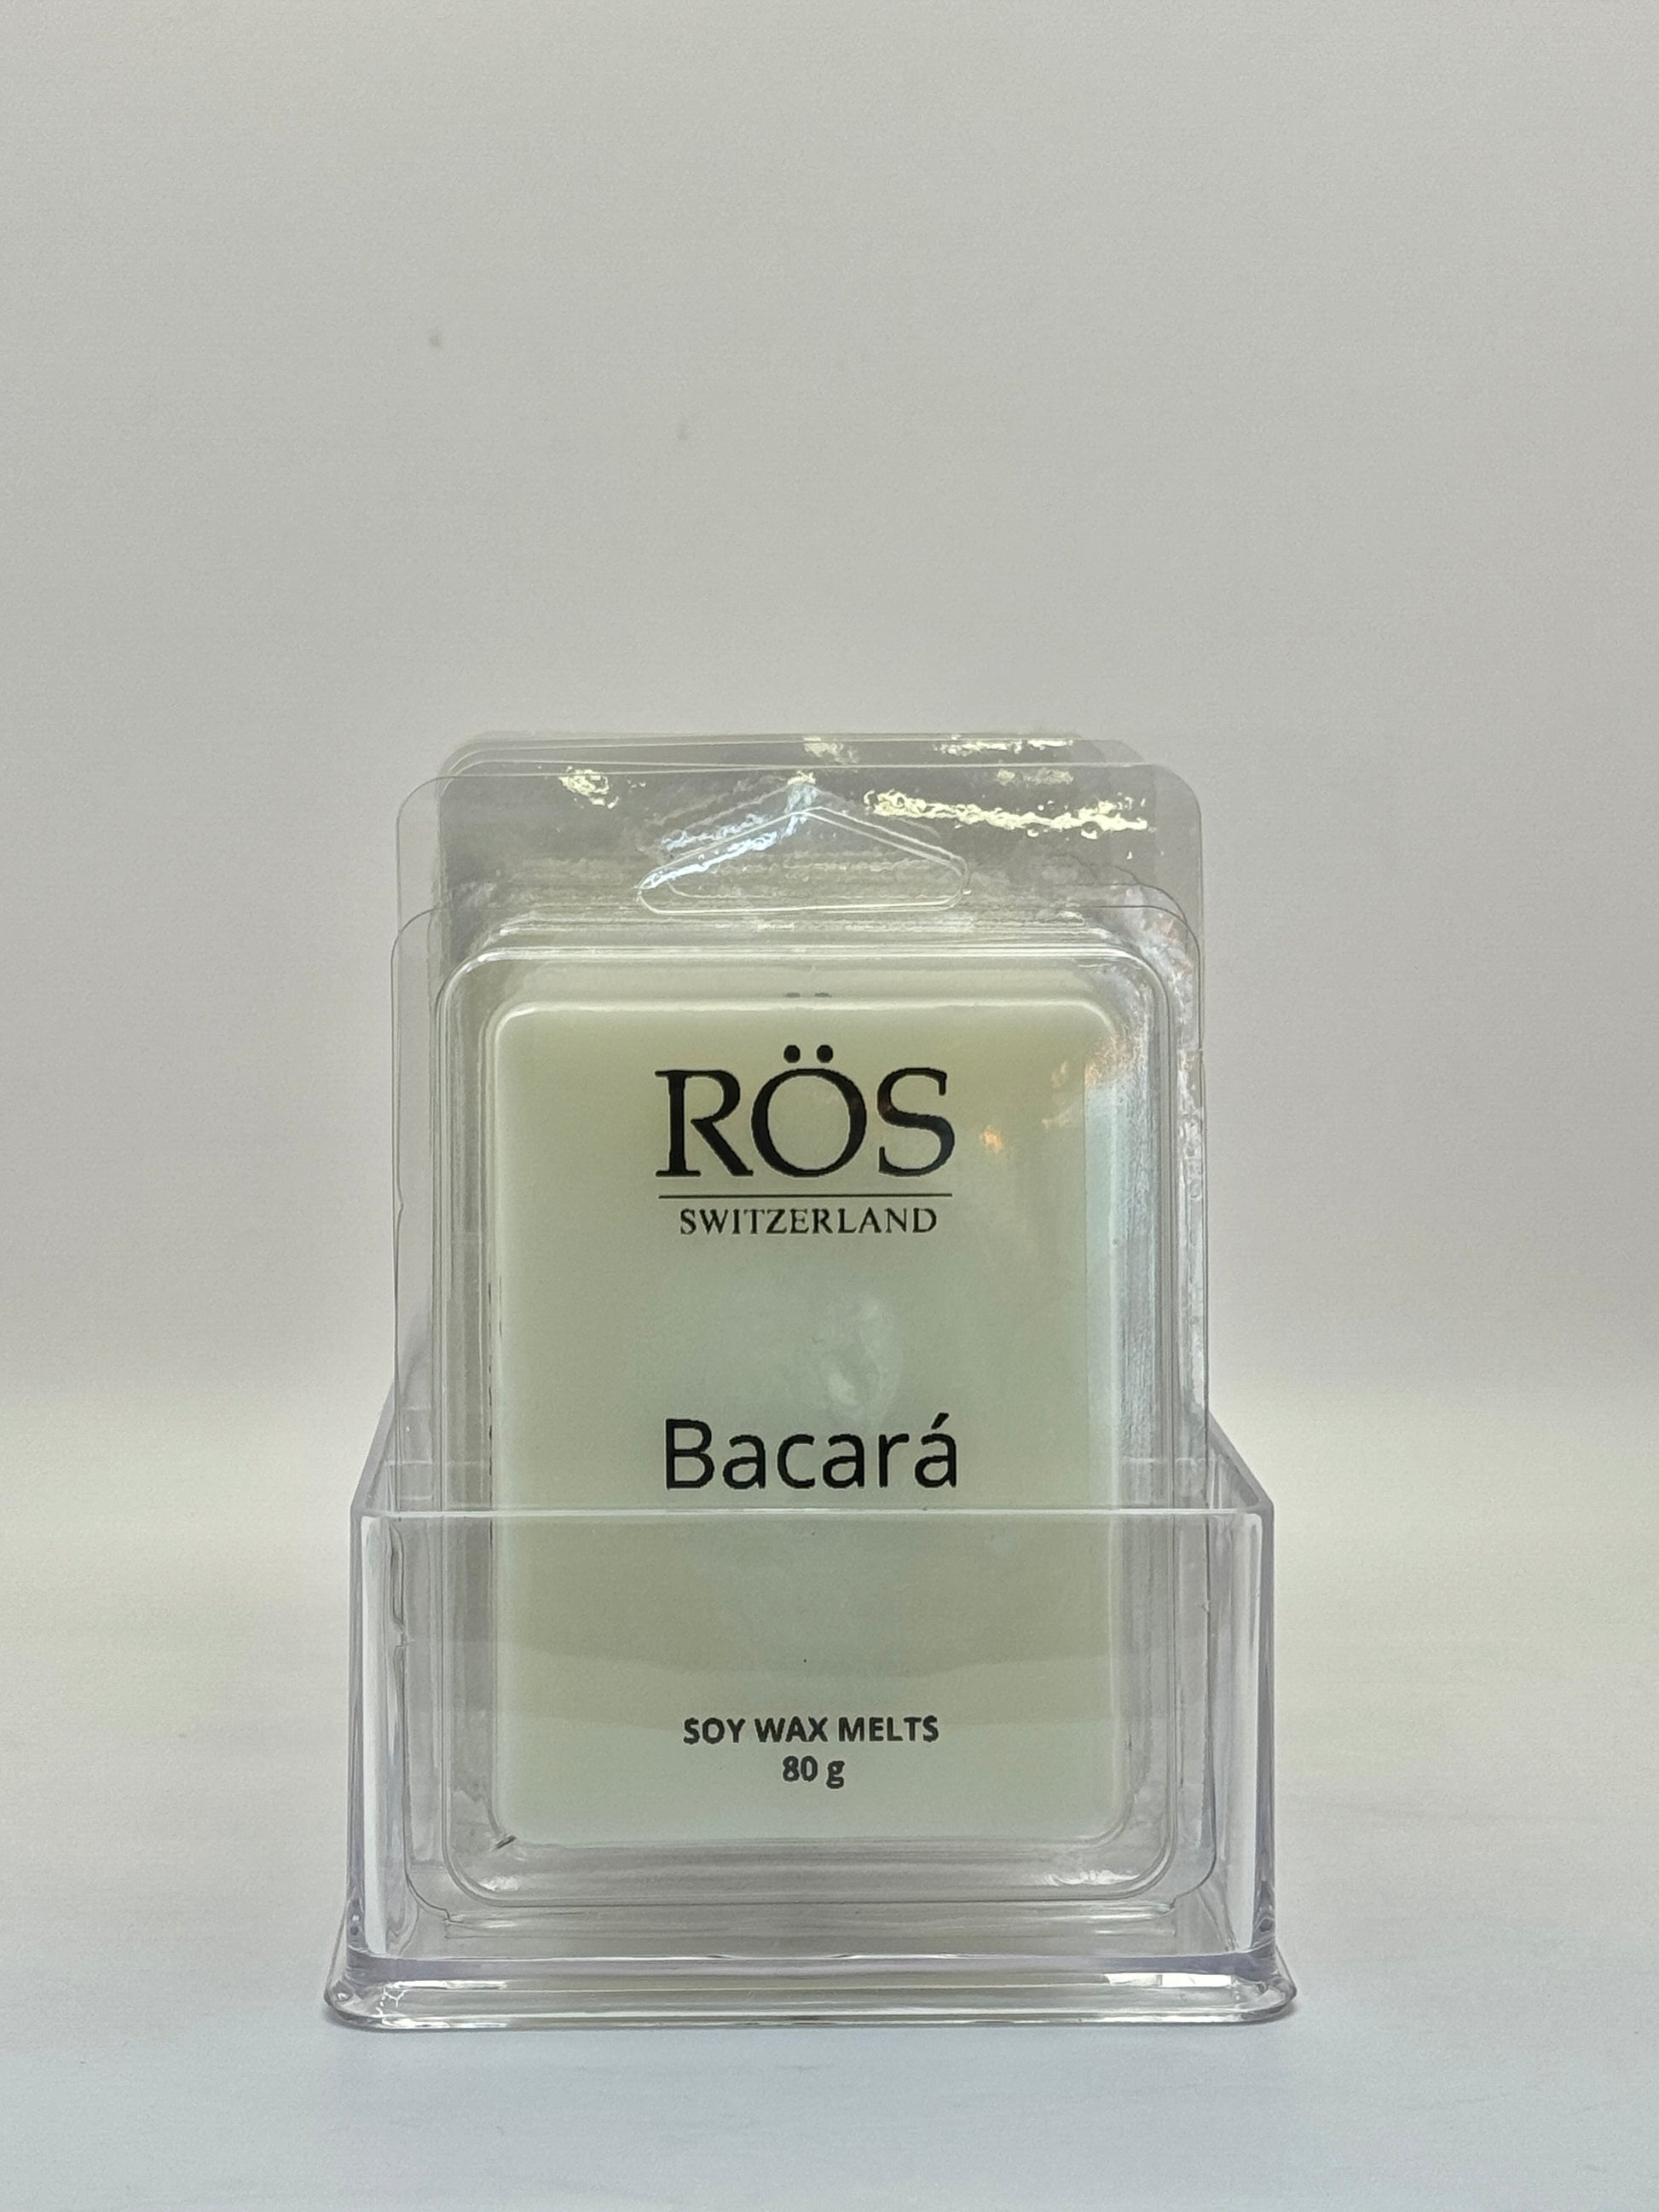 RÖS
SWITZERLAND
Bacará
SOY WAX MELTS
80 g